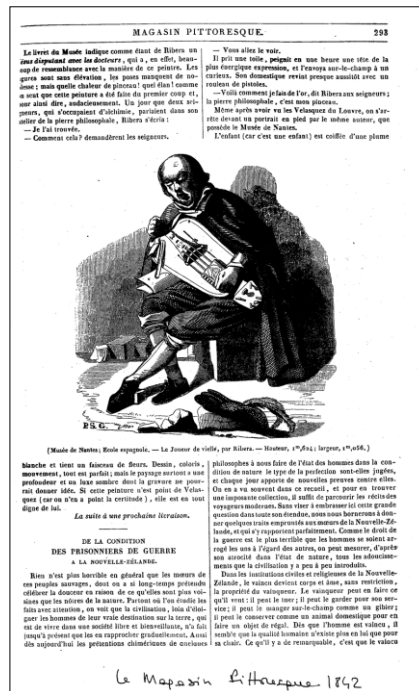 MAGASIN PITTORESQUE.
293
Le livret du Musée indique comme étant de Ribera un
ésus disputant avec les docteurs, qui a, en effet, beau-
coup de ressemblance avec la manière de ce peintre. Les
gures sont sans élévation, les poses manquent de no-
lesse ; mais quelle chaleur de pinceau ! quel élan ! comme
n sent que cette peinture a été faite du premier coup et,
our ainsi dire, audacieusement. Un jour que deux sei-
neurs, qui s'occupaient d'alchimie, parlaient dans son
telier de la pierre philosophale, Ribera s'écria :
— Je l'ai trouvée.
— Comment cela ? demandèrent les seigneurs.
— Vous allez le voir.
Il prit une toile, peignit en une heure une tête de la
plus énergique expression, et l'envoya sur-le-champ à un
curieux. Son domestique revint presque aussitôt avec un
rouleau de pistoles.
— Voilà comment je fais de l'or, dit Ribera aux seigneurs ;
la pierre philosophale, c'est mon pinceau.
Même après avoir vu les Velasquez du Louvre, on s'ar-
rête devant un portrait en pied par le même auteur, que
possède le Musée de Nantes.
L'enfant (car c'est une enfant) est coiffée d'une plume
(Musée de Nantes; Ecole espagnole. — Le Joueur de vielle, par Ribera. — Hauteur, 1m,624; largeur, 1m,056.)
blanche et tient un faisceau de fleurs. Dessin, coloris,
mouvement, tout est parfait ; mais le paysage surtout a une
profondeur et un luxe sombre dont la gravure ne pour-
rait donner idée. Si cette peinture n'est point de Velas-
quez (car on n'en a point la certitude), elle est en tout
digne de lui.
La suite à une prochaine livraison.
DE LA CONDITION
DES PRISONNIERS DE GUERRE
A LA NOUVELLE-ZÉLANDE.
Rien n'est plus horrible en général que les mœurs de
ces peuples sauvages, dont on a si long-temps prétendu
célébrer la douceur en raison de ce qu'elles sont plus voi-
sines que les nôtres de la nature. Partout où l'on étudie les
faits avec attention, on voit que la civilisation, loin d'éloi-
gner les hommes de leur vraie destination sur la terre, qui
est de vivre dans une société libre et bienveillante, n'a fait
jusqu'à présent que les en rapprocher graduellement. Aussi
dès aujourd'hui les prétentions chimériques de quelques
philosophes à nous faire de l'état des hommes dans la con-
dition de nature le type de la perfection sont-elles jugées,
et chaque jour apporte de nouvelles preuves contre elles.
On en a vu souvent dans ce recueil, et pour en trouver
une imposante collection, il suffit de parcourir les récits des
voyageurs modernes. Sans viser à embrasser ici cette grande
question dans toute son étendue, nous nous bornerons à don-
ner quelques traits empruntés aux mœurs de la Nouvelle-Zé-
lande, et qui s'y rapportent parfaitement. Comme le droit de
la guerre est le plus terrible que les hommes se soient ar-
rogé les uns à l'égard des autres, on peut mesurer, d'après
son atrocité dans l'état de nature, tous les adoucisse-
ments que la civilisation y a peu à peu introduits.
Dans les institutions civiles et religieuses de la Nouvelle-
Zélande, le vaincu devient corps et âme, sans restriction,
la propriété du vainqueur. Le vainqueur peut en faire ce
qu'il veut : il peut le tuer ; il peut le garder pour son ser-
vice ; il peut le manger sur-le-champ comme un gibier ;
il peut le conserver comme un animal domestique pour en
faire un objet de régal. Dès que l'homme est vaincu, il
semble que la qualité humaine n'existe plus en lui que pour
sa chair. Ce qu'il y a de remarquable, c'est que le vaincu
Le Magasin Pittoresque 1842